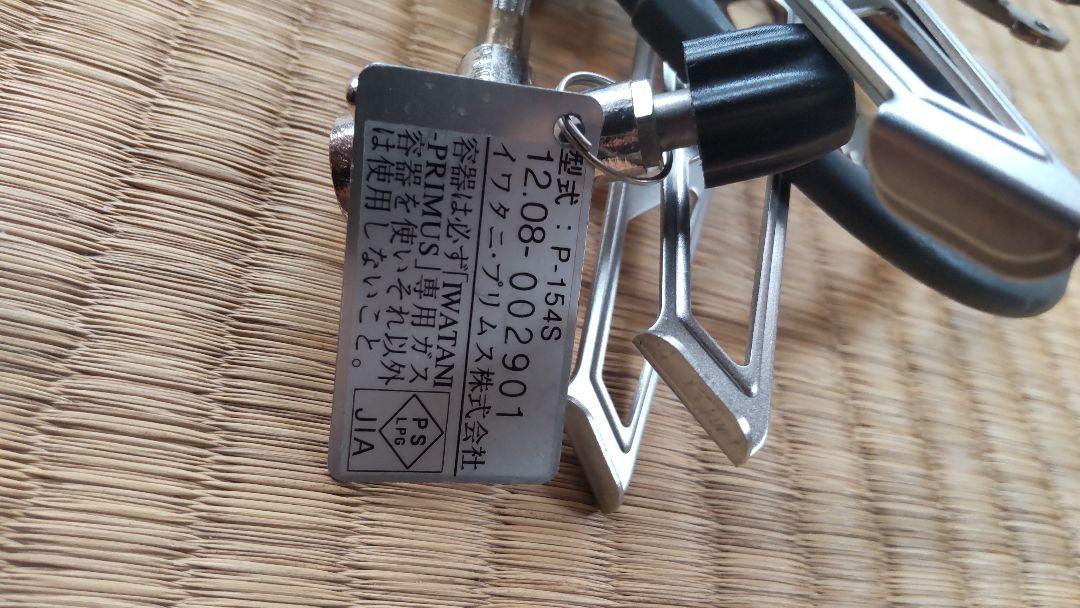 型式：P-154S
12.08-002901
イワタニ・プリムス株式会社
容器は必ず「IWATANI
-PRIMUS」専用ガス
容器を使いそれ以外
は使用しないこと。
PS
LPG
JIA